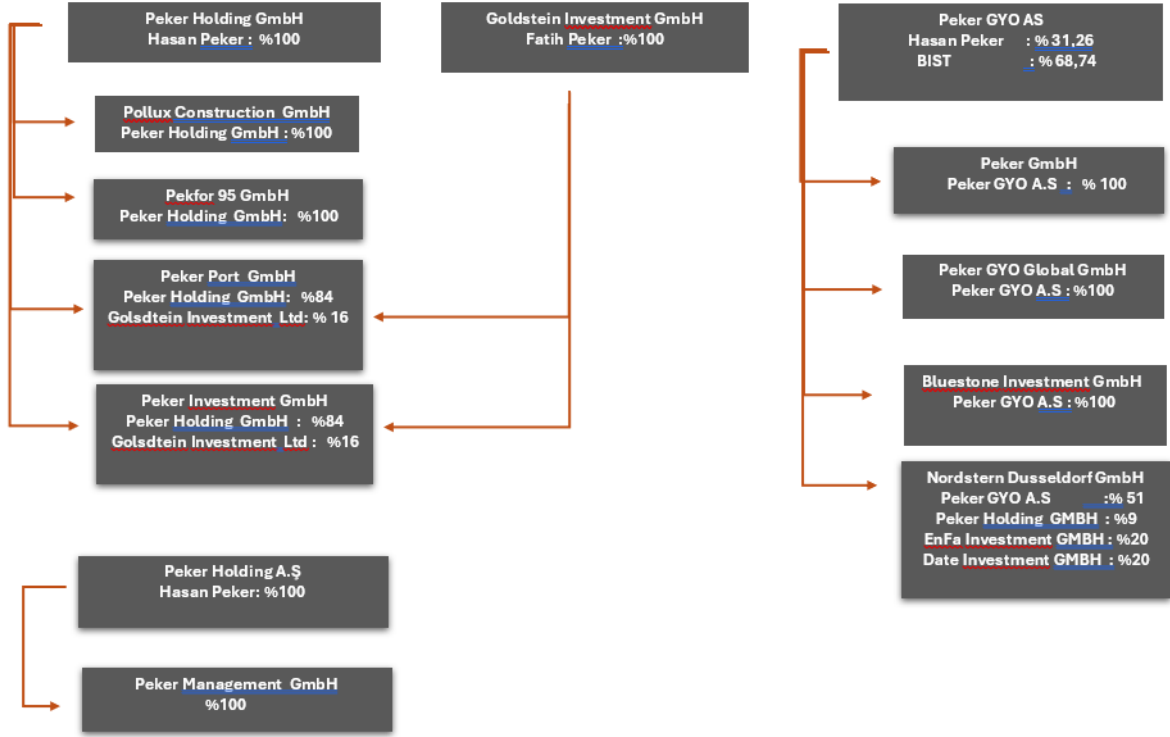 Peker Holding GmbH
Hasan Peker : %100
Pollux Construction GmbH
Peker Holding GmbH : %100
Pekfor 95 GmbH
Peker Holding GmbH: %100
Peker Port GmbH
Peker Holding GmbH: %84
Golsdtein Investment Ltd: % 16
Peker Investment GmbH
Peker Holding GmbH : %84
Golsdtein Investment Ltd : %16
Peker Holding A.Ş
Hasan Peker: %100
Peker Management GmbH
%100
Goldstein Investment GmbH
Fatih Peker :%100
Peker GYO AS
Hasan Peker : % 31,26
BIST : % 68,74
Peker GmbH
Peker GYO A.S : % 100
Peker GYO Global GmbH
Peker GYO A.S : %100
Bluestone Investment GmbH
Peker GYO A.S : %100
Nordstern Dusseldorf GmbH
Peker GYO A.S :% 51
Peker Holding GMBH : %9
EnFa Investment GMBH : %20
Date Investment GMBH : %20